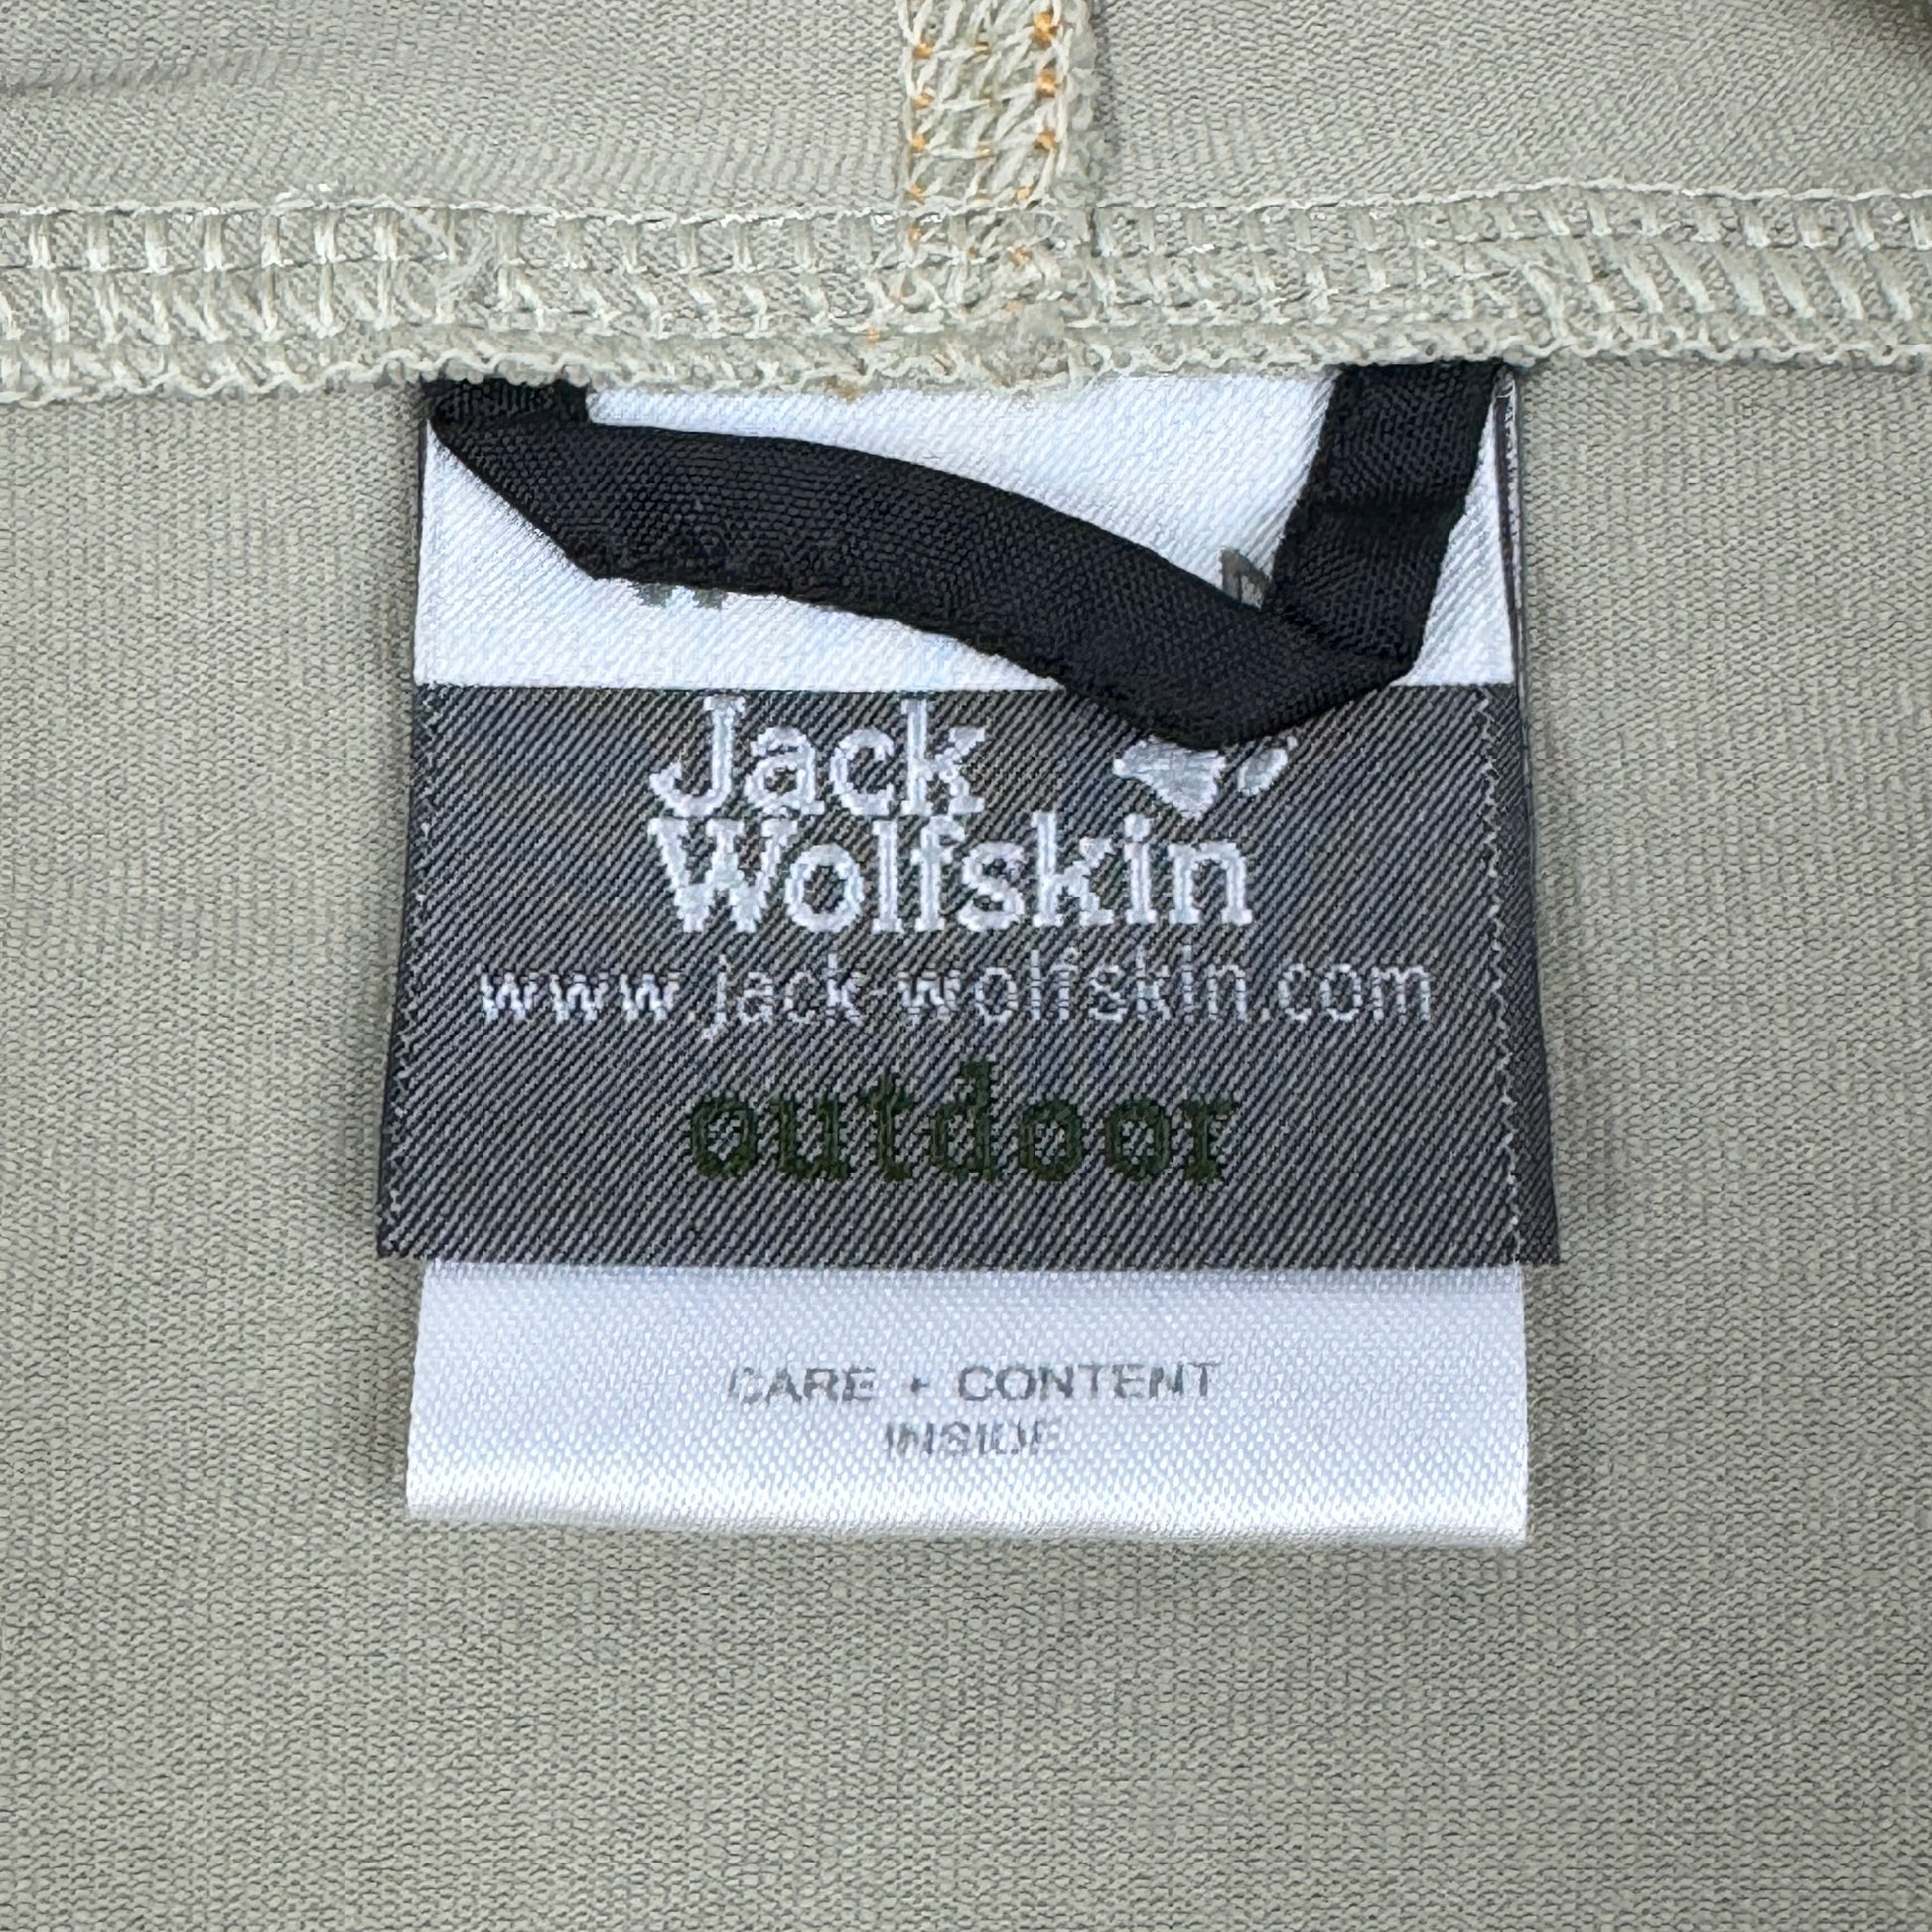 Jack
Wolfskin
www.jack-wolfskin.com
outdoor
CARE + CONTENT
INSIDE